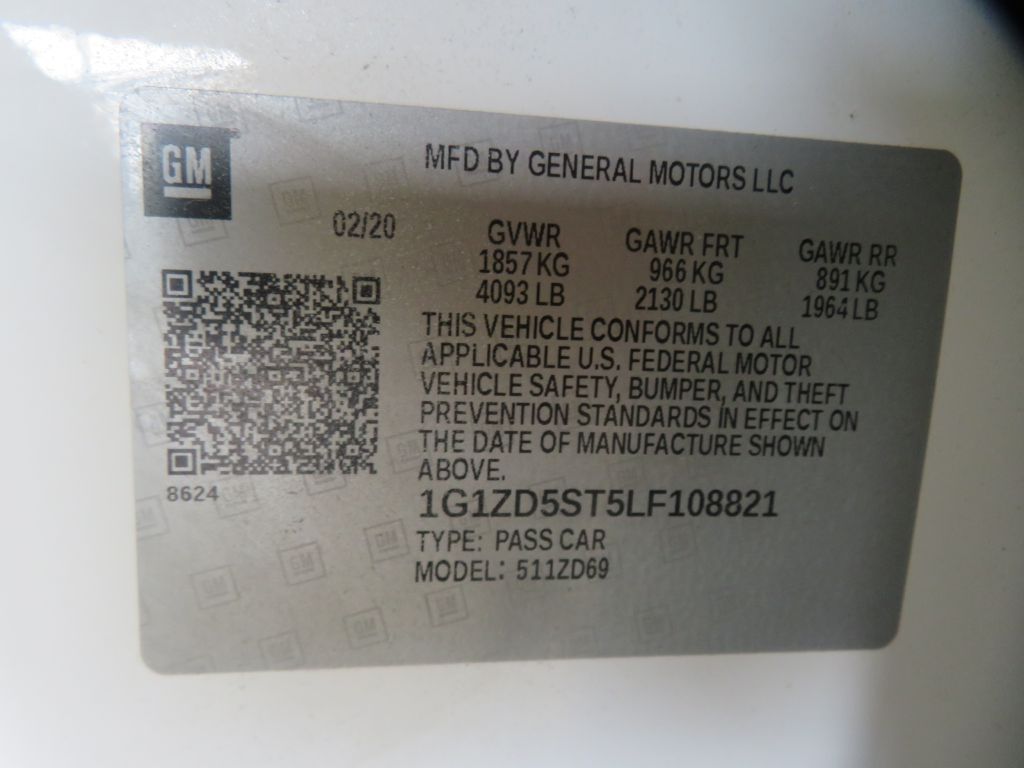 GM
MFD BY GENERAL MOTORS LLC
02/20
GVWR GAWR FRT GAWR RR
1857 KG 966 KG 891 KG
4093 LB 2130 LB 1964 LB
THIS VEHICLE CONFORMS TO ALL
APPLICABLE U.S. FEDERAL MOTOR
VEHICLE SAFETY, BUMPER, AND THEFT
PREVENTION STANDARDS IN EFFECT ON
THE DATE OF MANUFACTURE SHOWN
ABOVE.
8624
1G1ZD5ST5LF108821
TYPE: PASS CAR
MODEL: 511ZD69